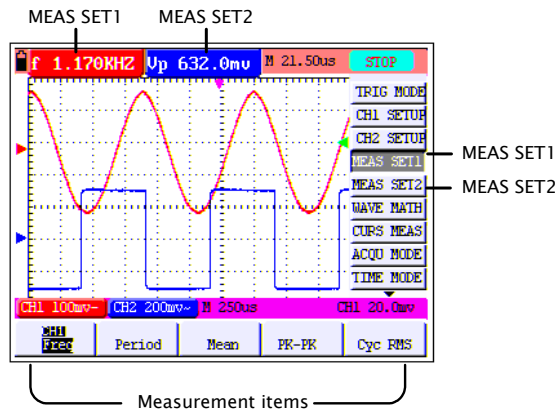 MEAS SET1 MEAS SET2
f 1.170KHZ Vp 632.0mv M 21.50us STOP
TRIG MODE
CH1 SETUP
CH2 SETUP
MEAS SET1 MEAS SET1
MEAS SET2 MEAS SET2
WAVE MATH
CURS MEAS
ACQU MODE
TIME MODE
CH1 100mv- CH2 200mv~ M 250us CH1 20.0mv
CH1
Freq Period Mean PK-PK Cyc RMS
Measurement items